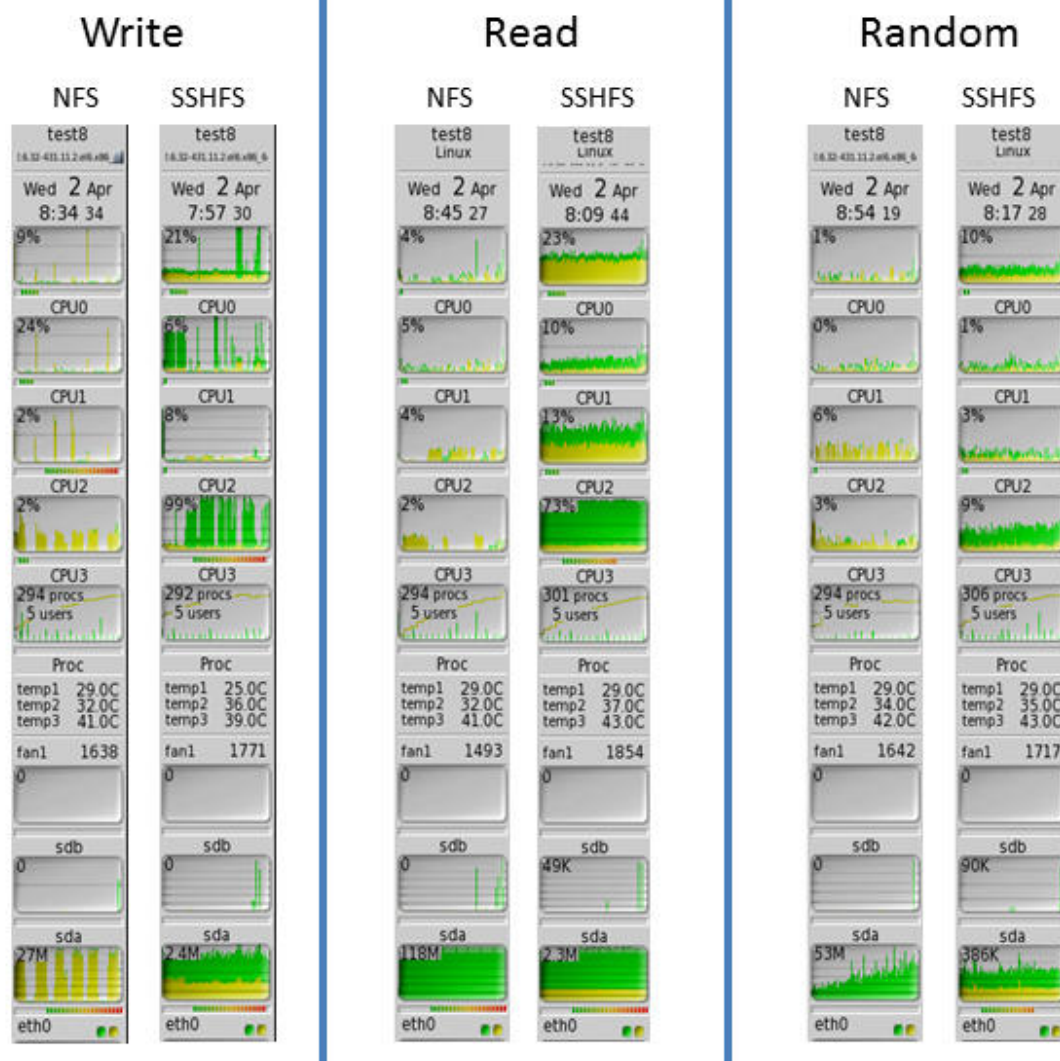 Write
NFS
test8
Wed 2 Apr
8:34 34
9%
CPU0
24%
CPU1
2%
CPU2
2%
CPU3
294 procs
5 users
Proc
temp1 29.0C
temp2 32.0C
temp3 41.0C
fan1 1638
0
sdb
0
sda
27M
eth0
SSHFS
test8
Wed 2 Apr
7:57 30
21%
CPU0
6%
CPU1
8%
CPU2
99%
CPU3
292 procs
5 users
Proc
temp1 25.0C
temp2 36.0C
temp3 39.0C
fan1 1771
0
sdb
0
sda
2.4M
eth0
Read
NFS
test8
Linux
Wed 2 Apr
8:45 27
4%
CPU0
5%
CPU1
4%
CPU2
2%
CPU3
294 procs
5 users
Proc
temp1 29.0C
temp2 32.0C
temp3 41.0C
fan1 1493
0
sdb
0
sda
118M
eth0
SSHFS
test8
Linux
Wed 2 Apr
8:09 44
23%
CPU0
10%
CPU1
13%
CPU2
73%
CPU3
301 procs
5 users
Proc
temp1 29.0C
temp2 37.0C
temp3 43.0C
fan1 1854
0
sdb
49K
sda
2.3M
eth0
Random
NFS
test8
Wed 2 Apr
8:54 19
1%
CPU0
0%
CPU1
6%
CPU2
3%
CPU3
294 procs
5 users
Proc
temp1 29.0C
temp2 34.0C
temp3 42.0C
fan1 1642
0
sdb
0
sda
53M
eth0
SSHFS
test8
Linux
Wed 2 Apr
8:17 28
10%
CPU0
1%
CPU1
3%
CPU2
9%
CPU3
306 procs
5 users
Proc
temp1 29.0C
temp2 35.0C
temp3 43.0C
fan1 1717
0
sdb
90K
sda
386K
eth0